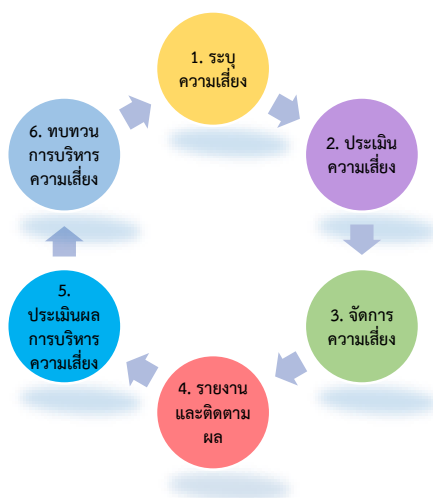 1. ระบุ
ความเสี่ยง
2. ประเมิน
ความเสี่ยง
3. จัดการ
ความเสี่ยง
4. รายงาน
และติดตาม
ผล
5.
ประเมินผล
การบริหาร
ความเสี่ยง
6. ทบทวน
การบริหาร
ความเสี่ยง